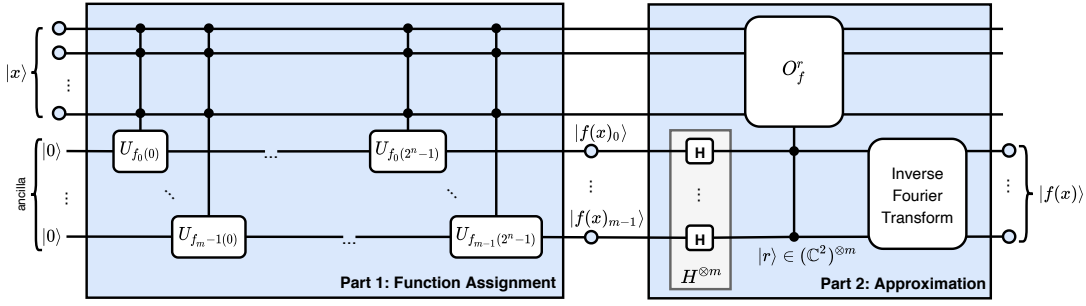 |x⟩
⋮
ancilla
|0⟩
⋮
|0⟩
U_{f_0(0)}
...
U_{f_0(2^n-1)}
⋱
⋱
U_{f_m-1(0)}
...
U_{f_{m-1}(2^n-1)}
Part 1: Function Assignment
|f(x)_0⟩
⋮
|f(x)_{m-1}⟩
O_f^r
H
⋮
H
H^{⊗m}
|r⟩ ∈ (ℂ^2)^{⊗m}
Inverse
Fourier
Transform
Part 2: Approximation
⋮
|f(x)⟩